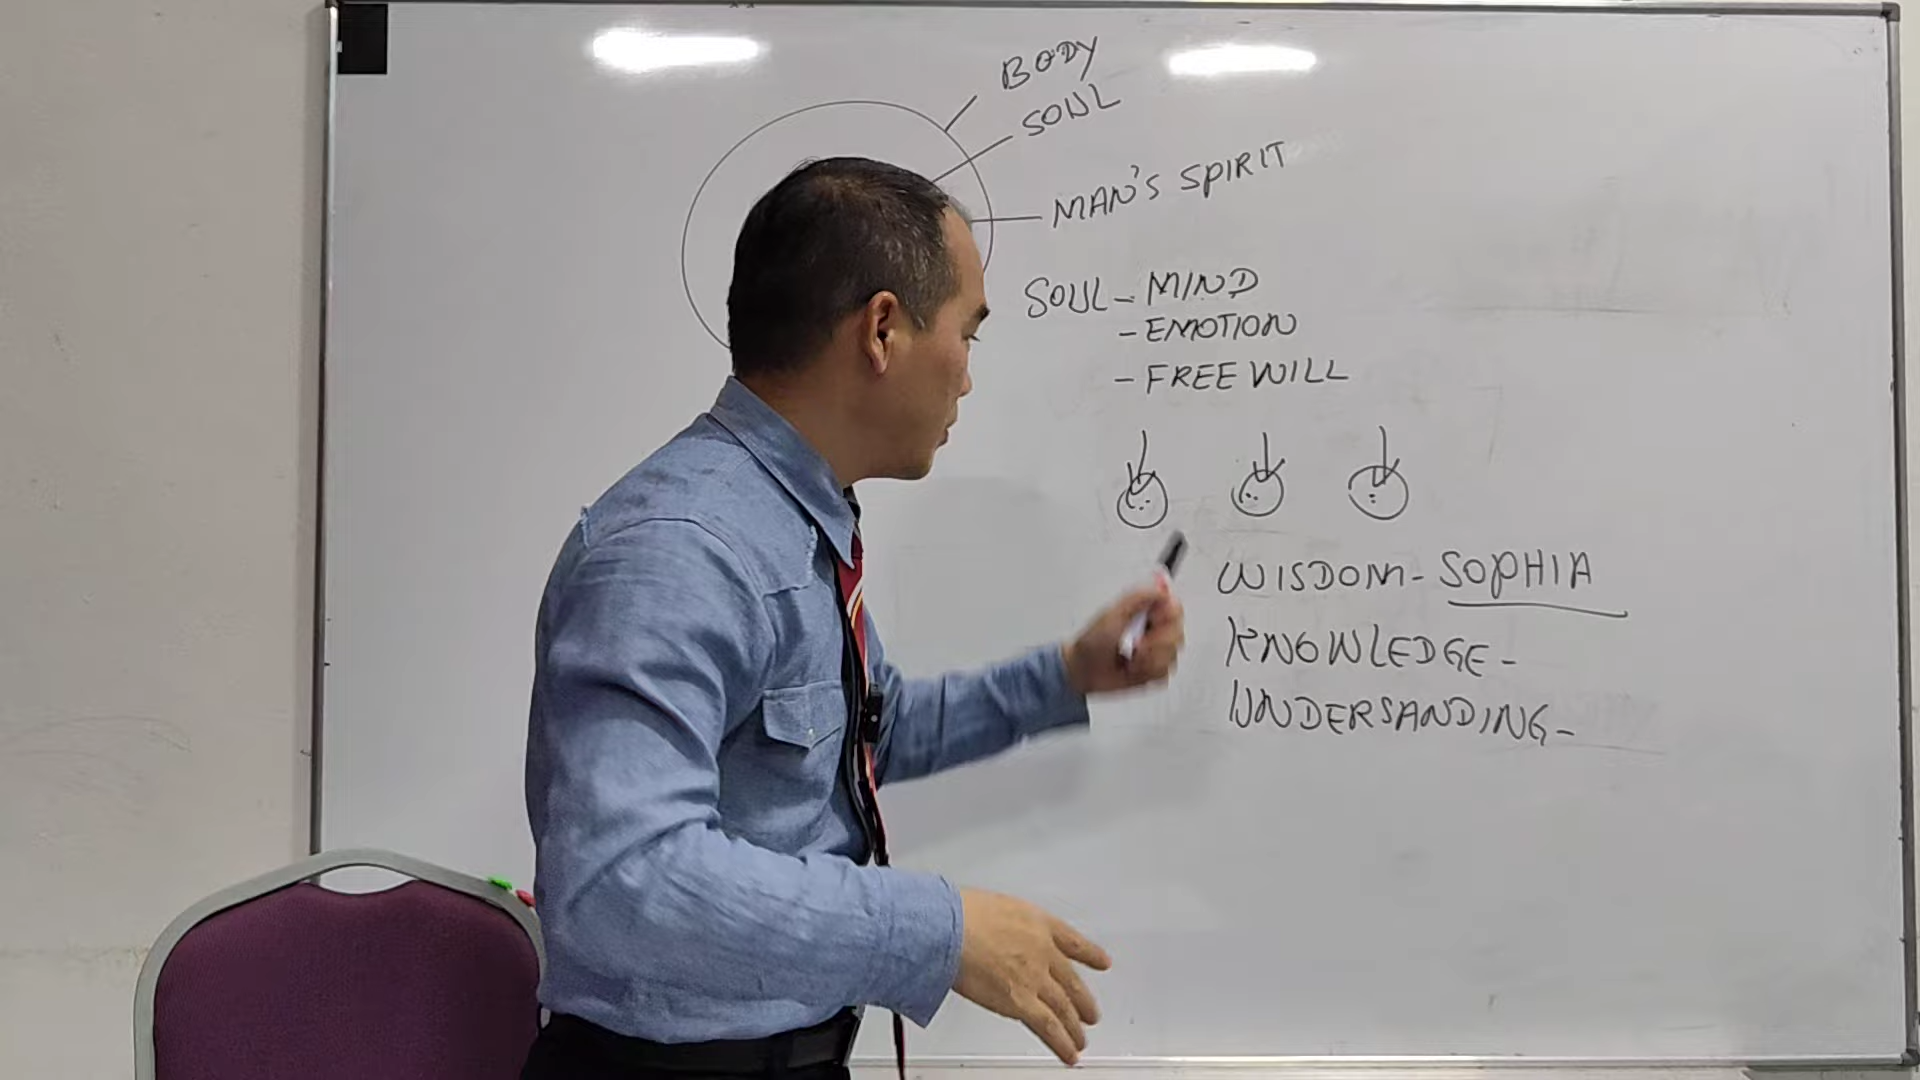 BODY
SOUL
MAN'S SPIRIT
SOUL - MIND
- EMOTION
- FREE WILL
WISDOM - SOPHIA
KNOWLEDGE -
UNDERSANDING -